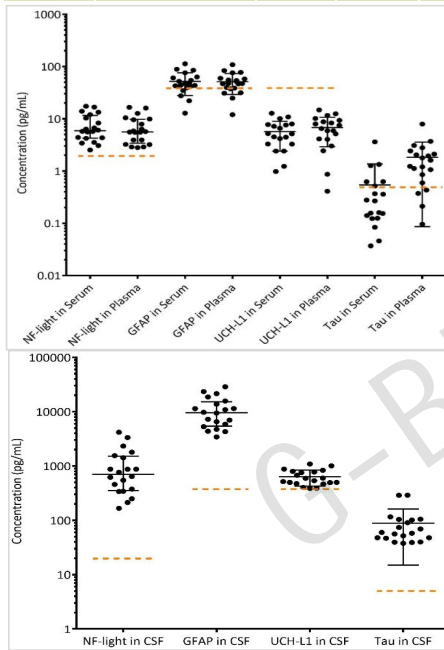 Concentration (pg/mL)
100
1000
100
10
1
0.1
0.01
NF-light in Serum
NF-light in Plasma
GFAP in Serum
GFAP in Plasma
UCH-L1 in Serum
UCH-L1 in Plasma
Tau in Serum
Tau in Plasma
Concentration (pg/mL)
100000
10000
1000
100
10
1
NF-light in CSF
GFAP in CSF
UCH-L1 in CSF
Tau in CSF
G-B